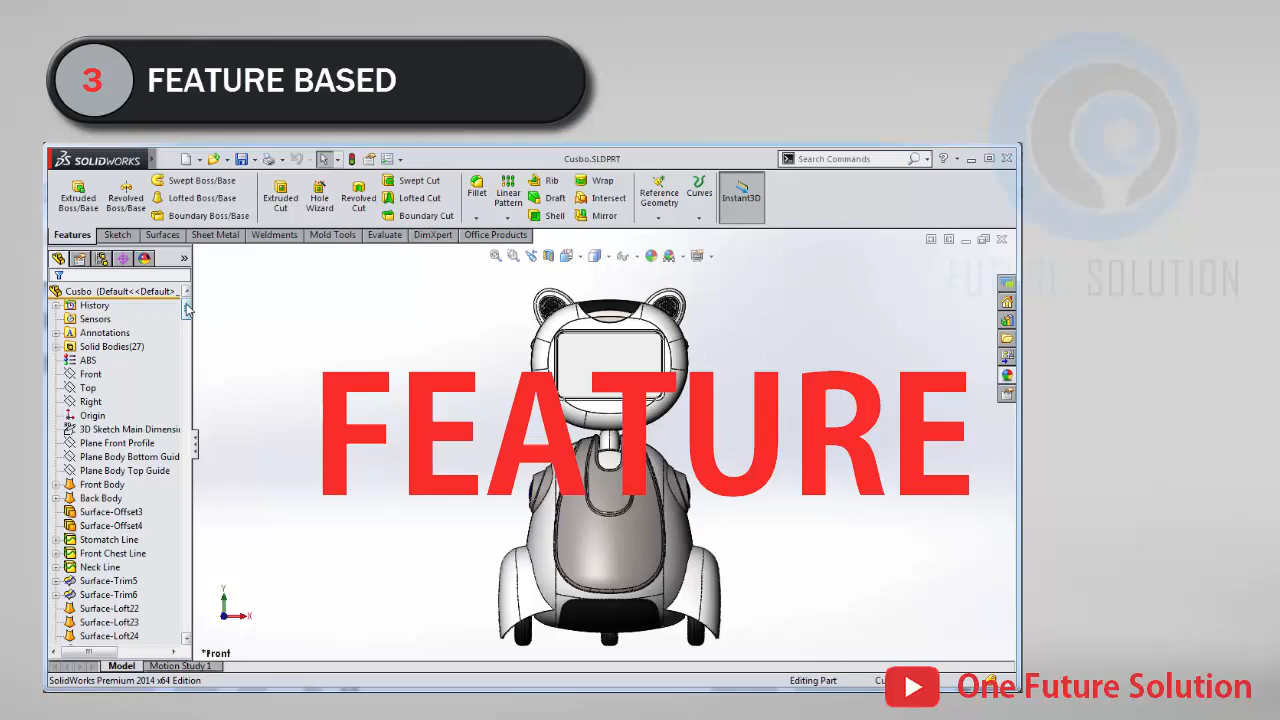 3 FEATURE BASED
SOLIDWORKS
Cusbo.SLDPRT
Search Commands
Extruded Boss/Base
Revolved Boss/Base
Swept Boss/Base
Lofted Boss/Base
Boundary Boss/Base
Extruded Cut
Hole Wizard
Revolved Cut
Swept Cut
Lofted Cut
Boundary Cut
Fillet
Linear Pattern
Rib
Draft
Shell
Wrap
Intersect
Mirror
Reference Geometry
Curves
Instant3D
Features Sketch Surfaces Sheet Metal Weldments Mold Tools Evaluate DimXpert Office Products
Cusbo (Default<<Default>_
History
Sensors
Annotations
Solid Bodies(27)
ABS
Front
Top
Right
Origin
3D Sketch Main Dimensi
Plane Front Profile
Plane Body Bottom Guid
Plane Body Top Guide
Front Body
Back Body
Surface-Offset3
Surface-Offset4
Stomatch Line
Front Chest Line
Neck Line
Surface-Trim5
Surface-Trim6
Surface-Loft22
Surface-Loft23
Surface-Loft24
FEATURE
Y
X
*Front
Model Motion Study 1
SolidWorks Premium 2014 x64 Edition
Editing Part
One Future Solution